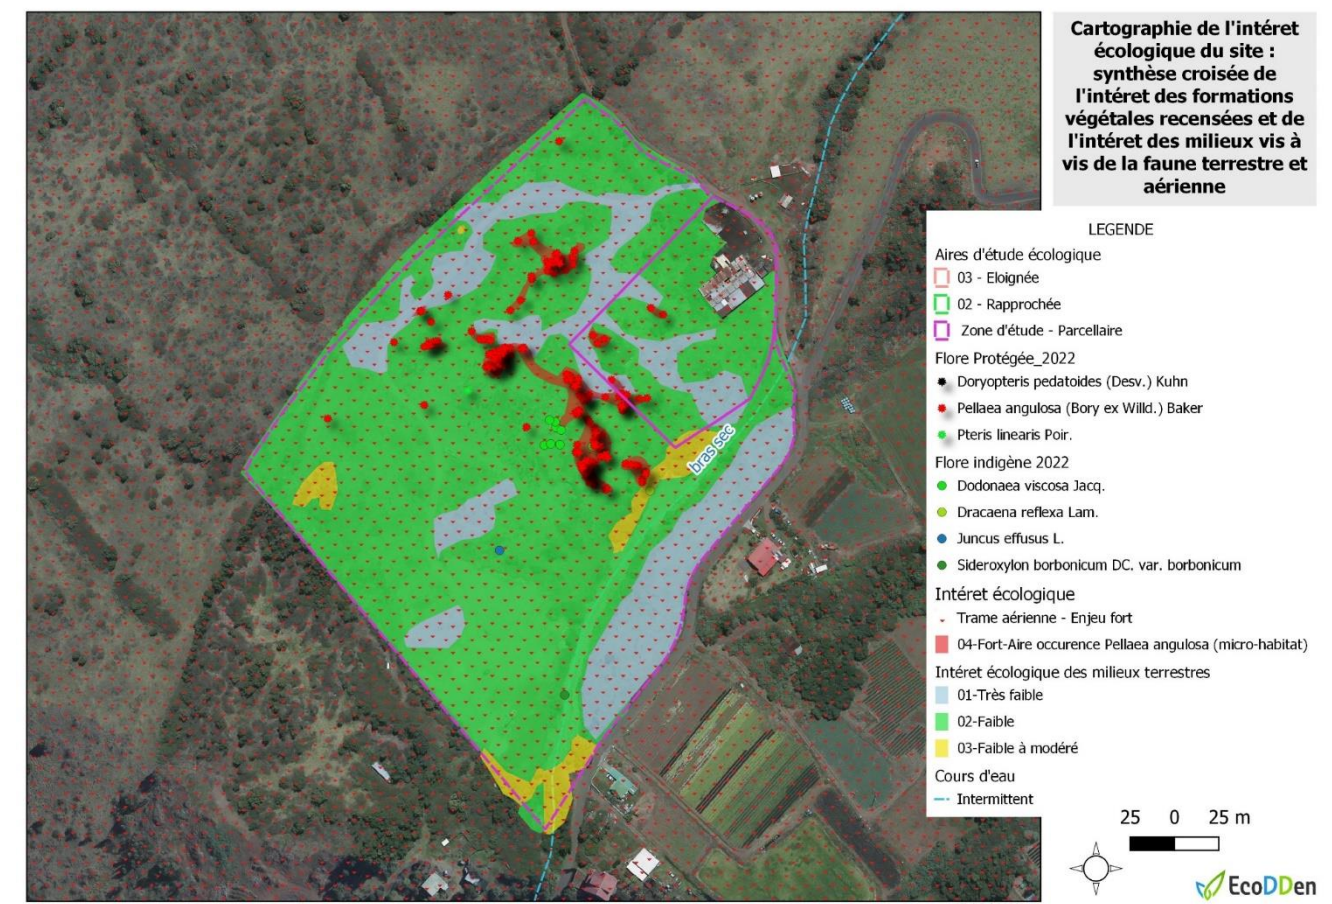 Cartographie de l'intéret
écologique du site :
synthèse croisée de
l'intéret des formations
végétales recensées et de
l'intéret des milieux vis à
vis de la faune terrestre et
aérienne
LEGENDE
Aires d'étude écologique
03 - Eloignée
02 - Rapprochée
Zone d'étude - Parcellaire
Flore Protégée_2022
Doryopteris pedatoides (Desv.) Kuhn
Pellaea angulosa (Bory ex Willd.) Baker
Pteris linearis Poir.
Flore indigène 2022
Dodonaea viscosa Jacq.
Dracaena reflexa Lam.
Juncus effusus L.
Sideroxylon borbonicum DC. var. borbonicum
Intéret écologique
Trame aérienne - Enjeu fort
04-Fort-Aire occurence Pellaea angulosa (micro-habitat)
Intéret écologique des milieux terrestres
01-Très faible
02-Faible
03-Faible à modéré
Cours d'eau
Intermittent
25 0 25 m
EcoDDen
bras sec